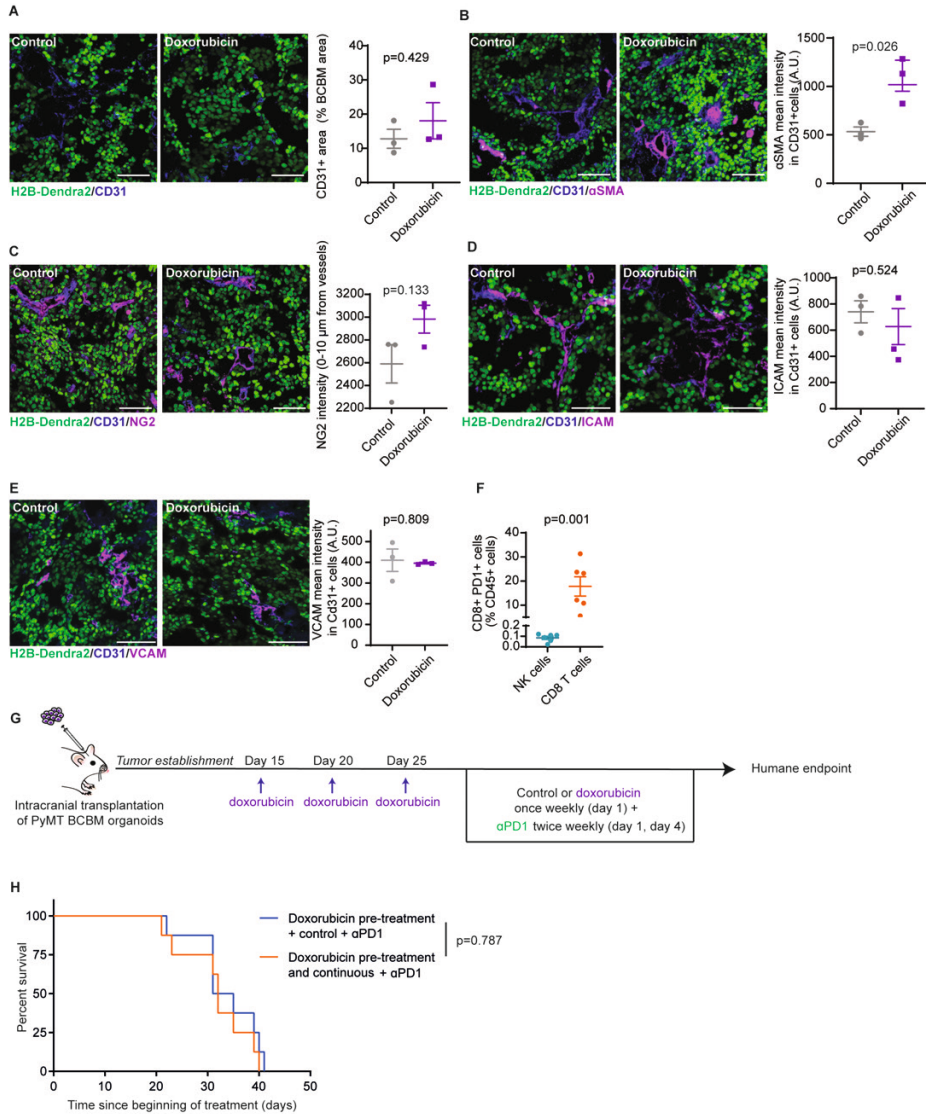 A
Control
Doxorubicin
H2B-Dendra2/CD31
CD31+ area (% BCBM area)
40
30
20
10
0
p=0.429
Control
Doxorubicin
B
Control
Doxorubicin
H2B-Dendra2/CD31/αSMA
αSMA mean intensity
in CD31+cells (A.U.)
1500
1000
500
0
p=0.026
Control
Doxorubicin
C
Control
Doxorubicin
H2B-Dendra2/CD31/NG2
NG2 intensity (0-10 μm from vessels)
3200
3000
2800
2600
2400
2200
p=0.133
Control
Doxorubicin
D
Control
Doxorubicin
H2B-Dendra2/CD31/ICAM
ICAM mean intensity
in Cd31+ cells (A.U.)
1000
800
600
400
200
0
p=0.524
Control
Doxorubicin
E
Control
Doxorubicin
H2B-Dendra2/CD31/VCAM
VCAM mean intensity
in Cd31+ cells (A.U.)
600
500
400
300
200
100
0
p=0.809
Control
Doxorubicin
F
CD8+ PD1+ cells
(% CD45+ cells)
p=0.001
40
30
20
10
0.2
0.1
0.0
NK cells
CD8 T cells
G
Intracranial transplantation
of PyMT BCBM organoids
Tumor establishment
Day 15
Day 20
Day 25
doxorubicin
doxorubicin
doxorubicin
Control or doxorubicin
once weekly (day 1) +
αPD1 twice weekly (day 1, day 4)
Humane endpoint
H
Percent survival
100
75
50
25
0
0
10
20
30
40
50
Time since beginning of treatment (days)
Doxorubicin pre-treatment
+ control + αPD1
Doxorubicin pre-treatment
and continuous + αPD1
p=0.787